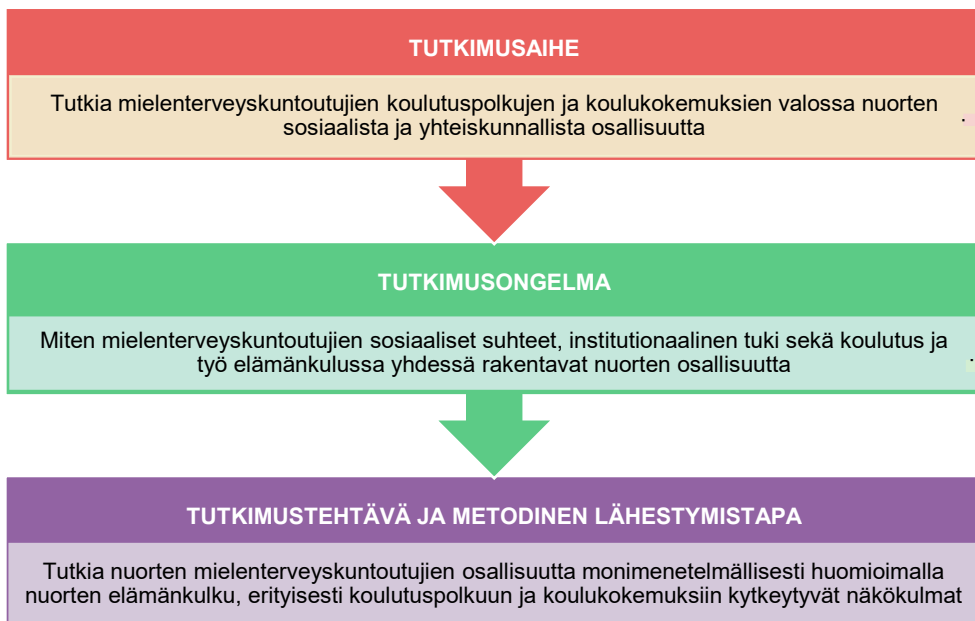 TUTKIMUSAIHE
Tutkia mielenterveyskuntoutujien koulutuspolkujen ja koulukokemuksien valossa nuorten
sosiaalista ja yhteiskunnallista osallisuutta
TUTKIMUSONGELMA
Miten mielenterveyskuntoutujien sosiaaliset suhteet, institutionaalinen tuki sekä koulutus ja
työ elämänkulussa yhdessä rakentavat nuorten osallisuutta
TUTKIMUSTEHTÄVÄ JA METODINEN LÄHESTYMISTAPA
Tutkia nuorten mielenterveyskuntoutujien osallisuutta monimenetelmällisesti huomioimalla
nuorten elämänkulku, erityisesti koulutuspolkuun ja koulukokemuksiin kytkeytyvät näkökulmat